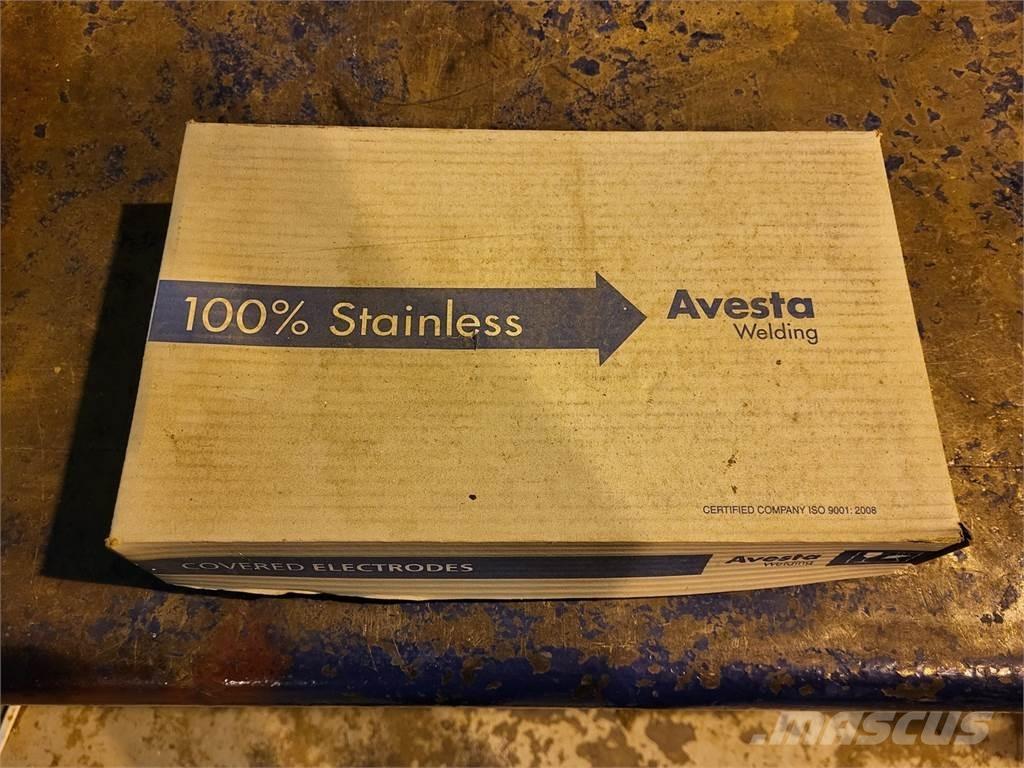 100% Stainless
Avesta
Welding
CERTIFIED COMPANY ISO 9001: 2008
COVERED ELECTRODES
Avesta
Welding
MASCUS